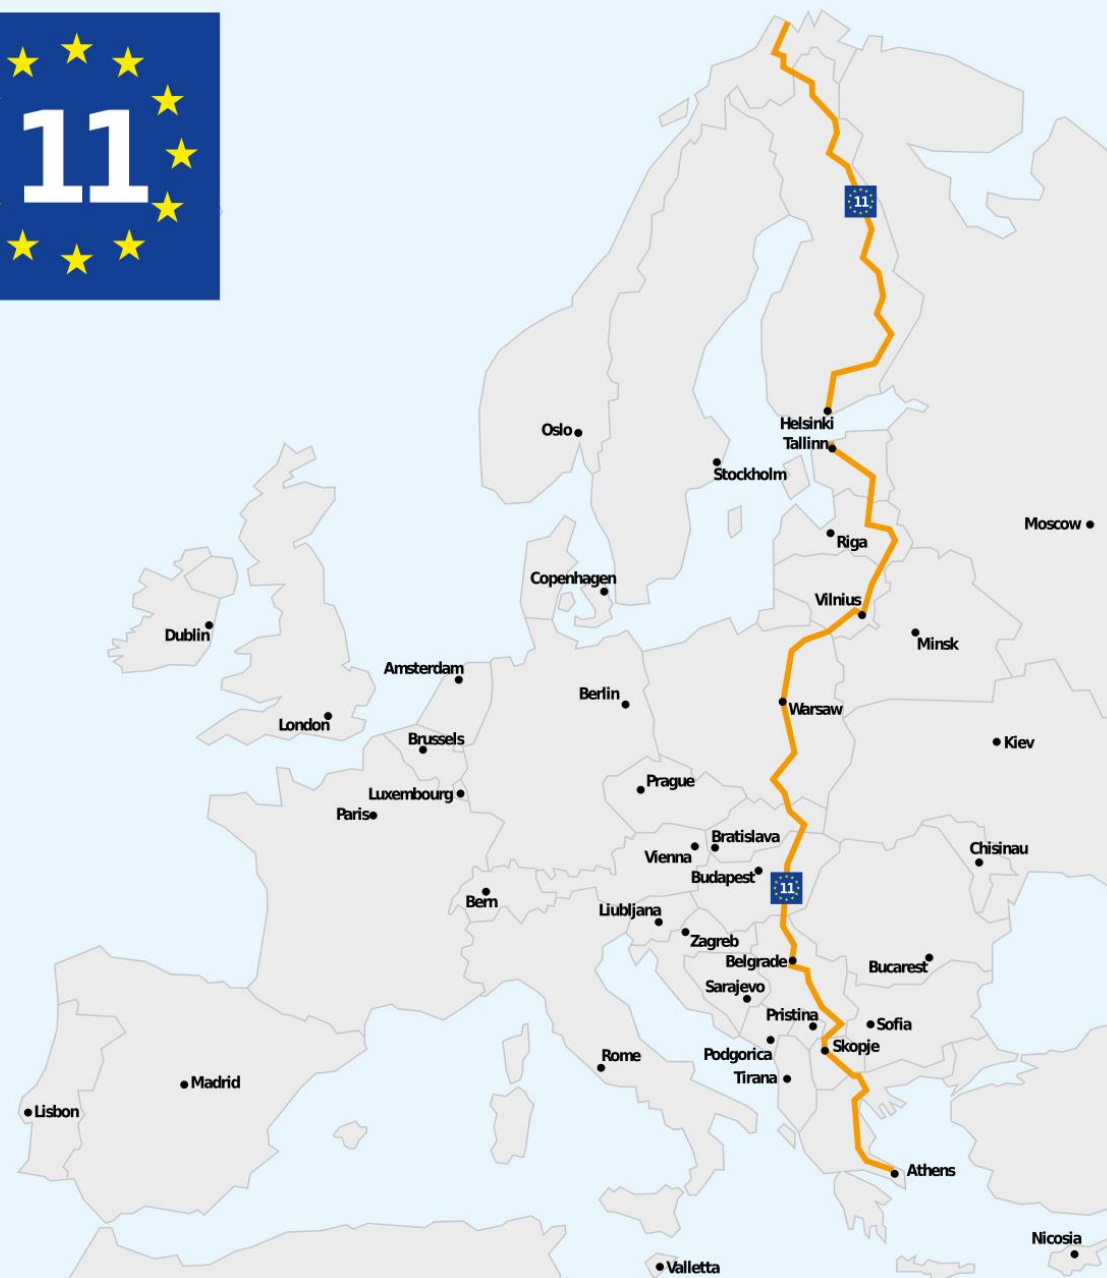 11
11
Helsinki
Oslo
Tallinn
Stockholm
Moscow
Riga
Copenhagen
Vilnius
Dublin
Minsk
Amsterdam
Berlin
Warsaw
London
Brussels
Kiev
Prague
Luxembourg
Paris
Bratislava
Chisinau
Vienna
Budapest
11
Bern
Liubljana
Zagreb
Belgrade
Bucarest
Sarajevo
Pristina
Sofia
Skopje
Podgorica
Rome
Tirana
Madrid
Lisbon
Athens
Nicosia
Valletta